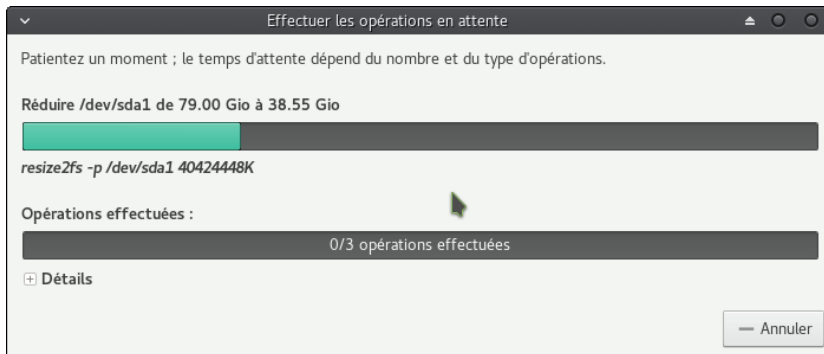 Effectuer les opérations en attente
Patientez un moment ; le temps d'attente dépend du nombre et du type d'opérations.
Réduire /dev/sda1 de 79.00 Gio à 38.55 Gio
resize2fs -p /dev/sda1 40424448K
Opérations effectuées :
0/3 opérations effectuées
Détails
Annuler